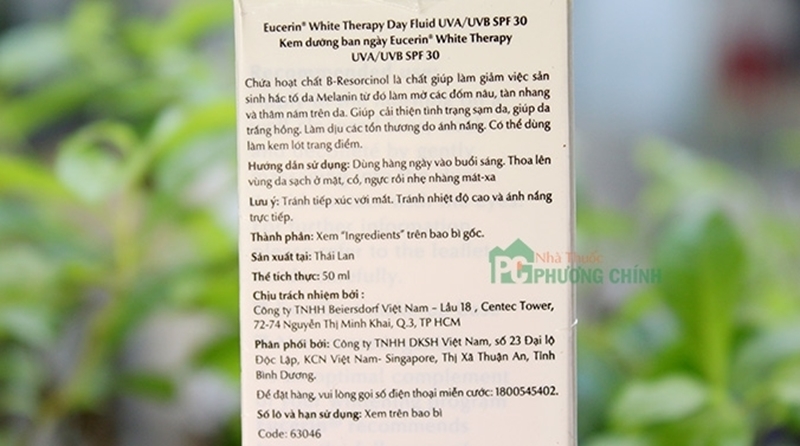 Eucerin® White Therapy Day Fluid UVA/UVB SPF 30
Kem dưỡng ban ngày Eucerin® White Therapy
UVA/UVB SPF 30
Chứa hoạt chất B-Resorcinol là chất giúp làm giảm việc sản
sinh hắc tố da Melanin từ đó làm mờ các đốm nâu, tàn nhang
và thâm nám trên da. Giúp cải thiện tình trạng sạm da, giúp da
trắng hồng. Làm dịu các tổn thương do ánh nắng. Có thể dùng
làm kem lót trang điểm.
Hướng dẫn sử dụng: Dùng hàng ngày vào buổi sáng. Thoa lên
vùng da sạch ở mặt, cổ, ngực rồi nhẹ nhàng mát-xa
Lưu ý: Tránh tiếp xúc với mắt. Tránh nhiệt độ cao và ánh nắng
trực tiếp.
Thành phần: Xem "Ingredients" trên bao bì gốc.
Sản xuất tại: Thái Lan
Thể tích thực: 50 ml
PC Nhà Thuốc
PHƯƠNG CHÍNH
Chịu trách nhiệm bởi :
Công ty TNHH Beiersdorf Việt Nam – Lầu 18 , Centec Tower,
72-74 Nguyễn Thị Minh Khai, Q.3, TP HCM
Phân phối bởi: Công ty TNHH DKSH Việt Nam, số 23 Đại lộ
Độc Lập, KCN Việt Nam- Singapore, Thị Xã Thuận An, Tỉnh
Bình Dương.
Để đặt hàng, vui lòng gọi số điện thoại miễn cước: 1800545402.
Số lô và hạn sử dụng: Xem trên bao bì
Code: 63046